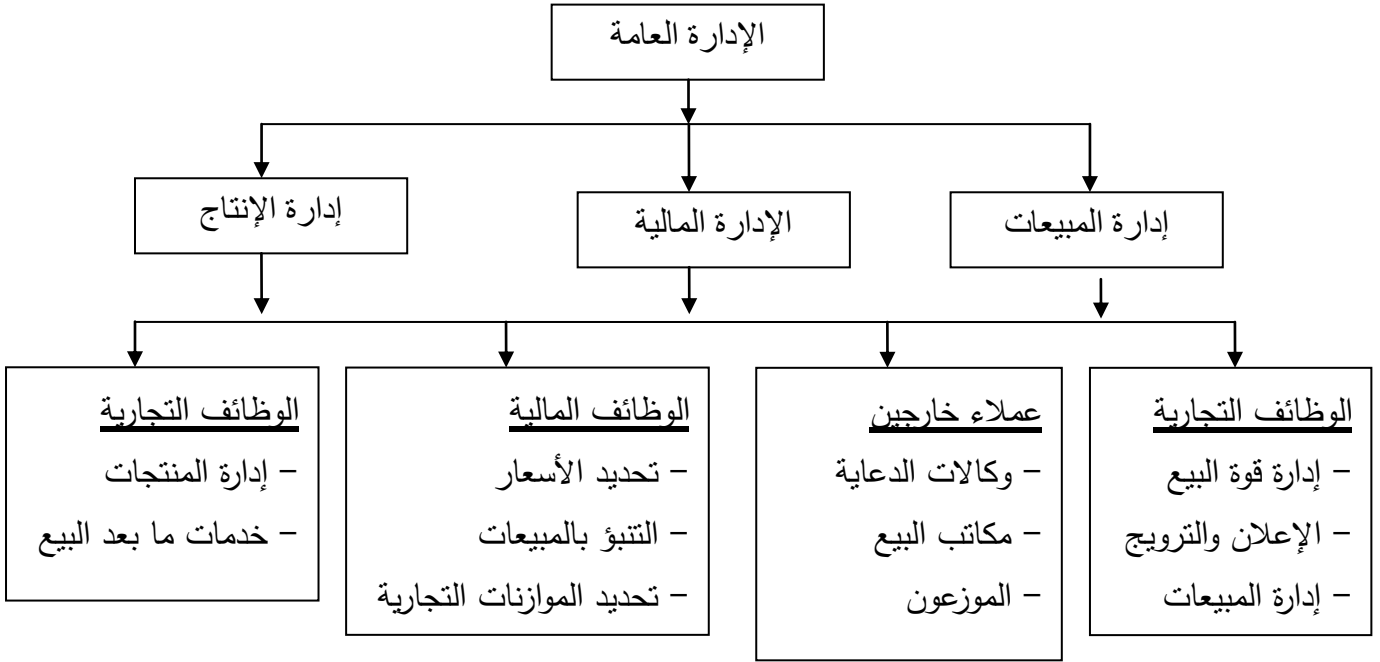 الإدارة العامة
إدارة المبيعات
الإدارة المالية
إدارة الإنتاج
الوظائف التجارية
- إدارة قوة البيع
- الإعلان والترويج
- إدارة المبيعات
عملاء خارجين
- وكالات الدعاية
- مكاتب البيع
- الموزعون
الوظائف المالية
- تحديد الأسعار
- التنبؤ بالمبيعات
- تحديد الموازنات التجارية
الوظائف التجارية
- إدارة المنتجات
- خدمات ما بعد البيع